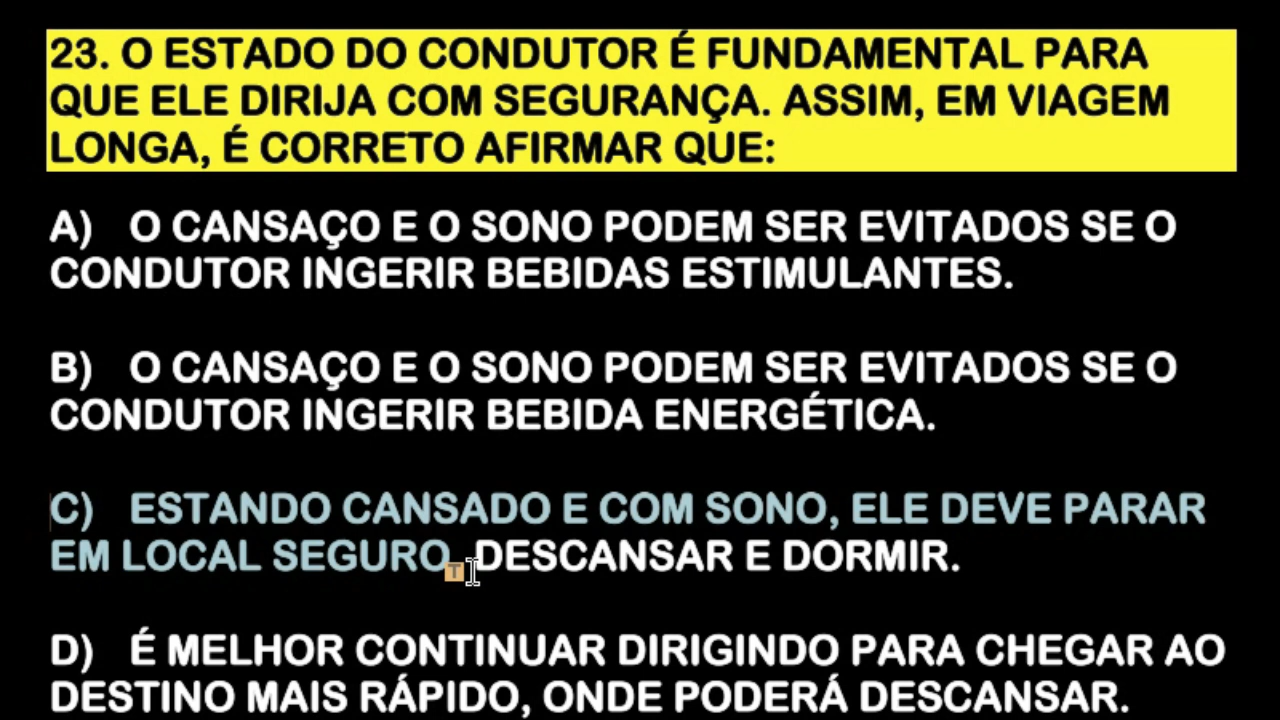 23. O ESTADO DO CONDUTOR É FUNDAMENTAL PARA
QUE ELE DIRIJA COM SEGURANÇA. ASSIM, EM VIAGEM
LONGA, É CORRETO AFIRMAR QUE:
A) O CANSAÇO E O SONO PODEM SER EVITADOS SE O
CONDUTOR INGERIR BEBIDAS ESTIMULANTES.
B) O CANSAÇO E O SONO PODEM SER EVITADOS SE O
CONDUTOR INGERIR BEBIDA ENERGÉTICA.
C) ESTANDO CANSADO E COM SONO, ELE DEVE PARAR
EM LOCAL SEGURO, DESCANSAR E DORMIR.
D) É MELHOR CONTINUAR DIRIGINDO PARA CHEGAR AO
DESTINO MAIS RÁPIDO, ONDE PODERÁ DESCANSAR.